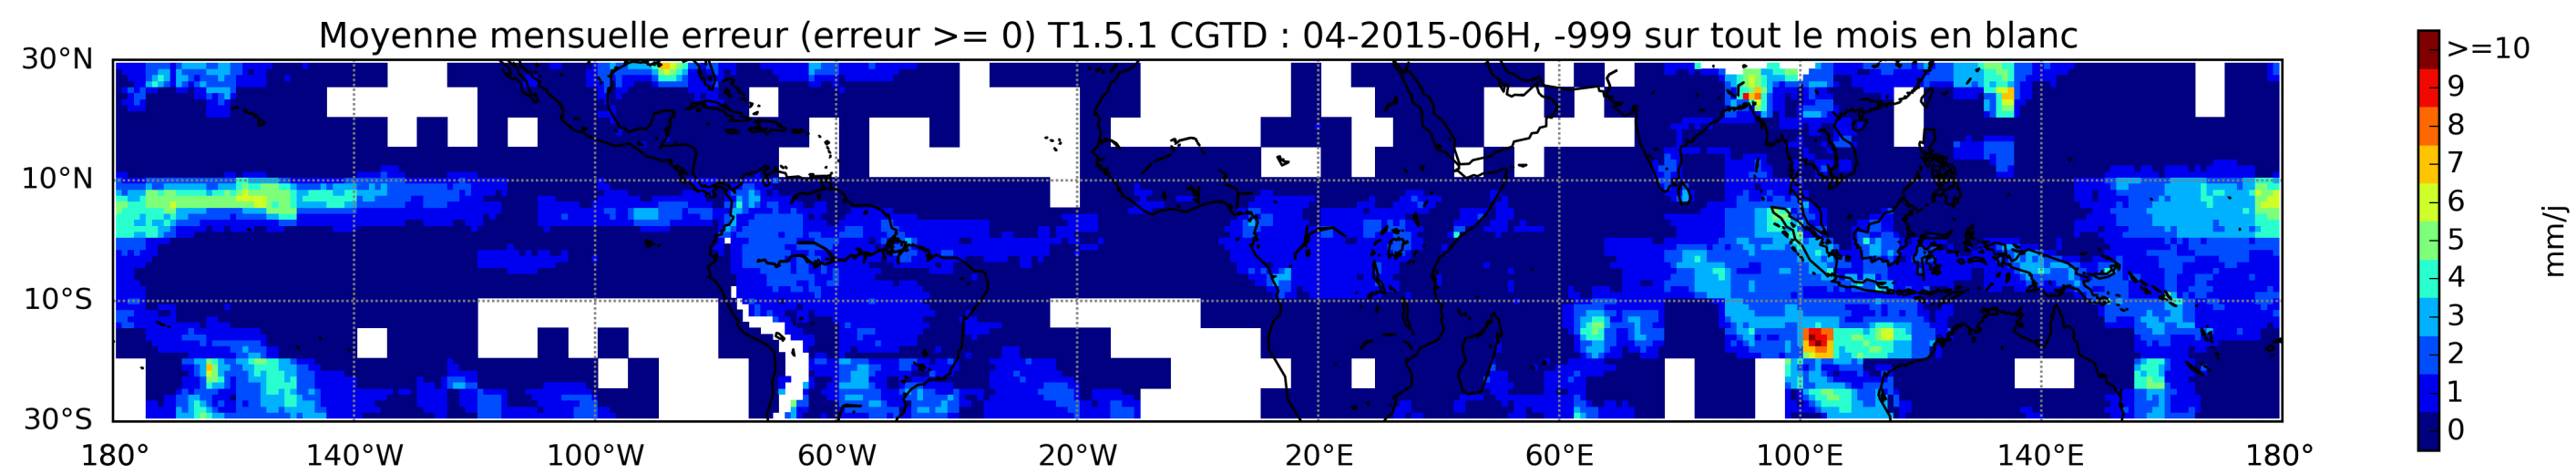 Moyenne mensuelle erreur (erreur >= 0) T1.5.1 CGTD : 04-2015-06H, -999 sur tout le mois en blanc
30°N
10°N
10°S
30°S
180° 140°W 100°W 60°W 20°W 20°E 60°E 100°E 140°E 180°
>=10
9
8
7
6
5
4
3
2
1
0
mm/j